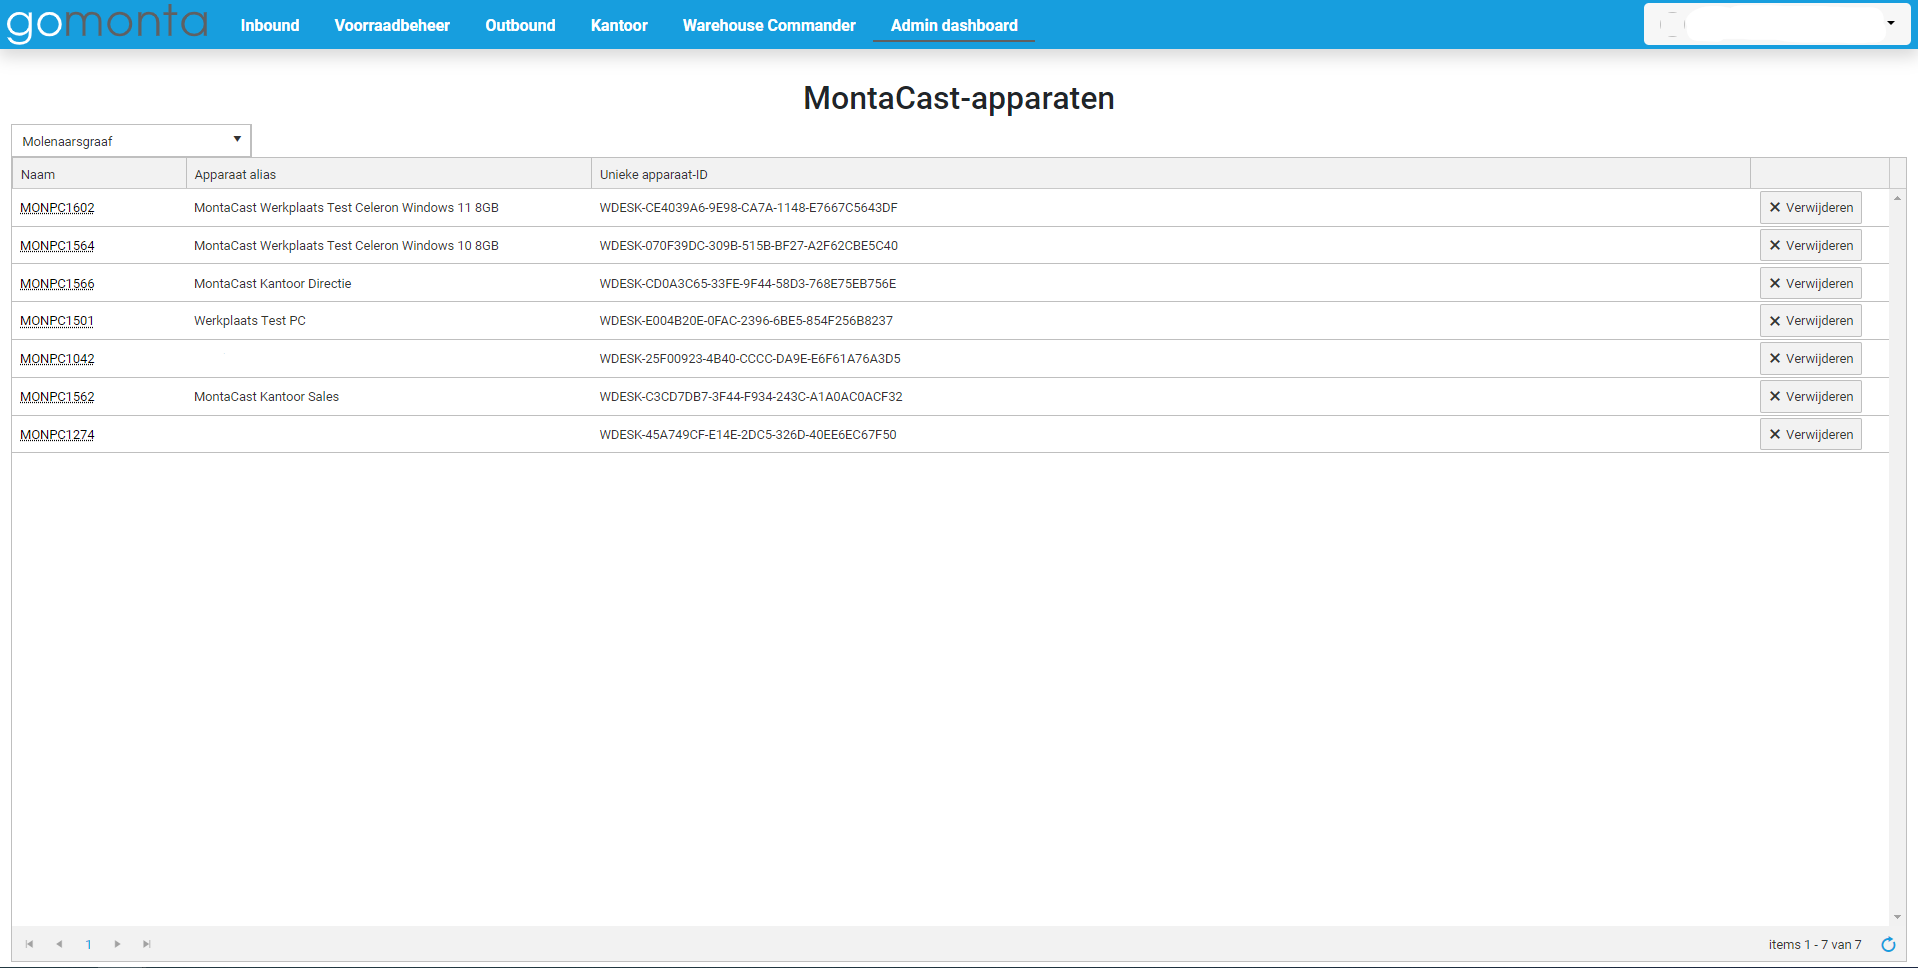 gomonta Inbound Voorraadbeheer Outbound Kantoor Warehouse Commander Admin dashboard
MontaCast-apparaten
Molenaarsgraaf
Naam Apparaat alias Unieke apparaat-ID
MONPC1602 MontaCast Werkplaats Test Celeron Windows 11 8GB WDESK-CE4039A6-9E98-CA7A-1148-E7667C5643DF Verwijderen
MONPC1564 MontaCast Werkplaats Test Celeron Windows 10 8GB WDESK-070F39DC-309B-515B-BF27-A2F62CBE5C40 Verwijderen
MONPC1566 MontaCast Kantoor Directie WDESK-CD0A3C65-33FE-9F44-58D3-768E75EB756E Verwijderen
MONPC1501 Werkplaats Test PC WDESK-E004B20E-0FAC-2396-6BE5-854F256B8237 Verwijderen
MONPC1042 WDESK-25F00923-4B40-CCCC-DA9E-E6F61A76A3D5 Verwijderen
MONPC1562 MontaCast Kantoor Sales WDESK-C3CD7DB7-3F44-F934-243C-A1A0AC0ACF32 Verwijderen
MONPC1274 WDESK-45A749CF-E14E-2DC5-326D-40EE6EC67F50 Verwijderen
1 items 1 - 7 van 7